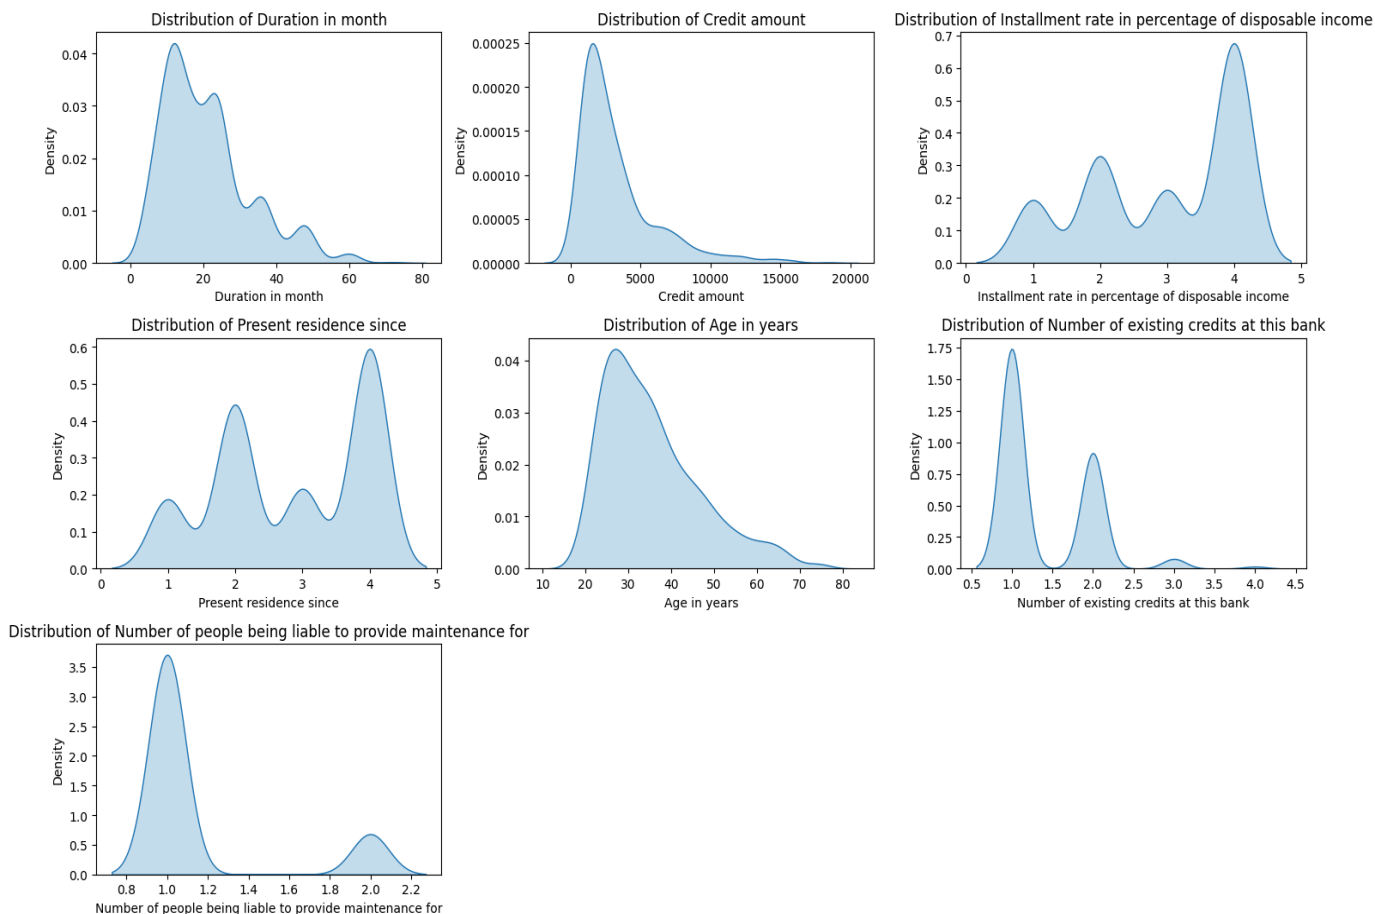 Distribution of Duration in month
0.04
0.03
0.02
0.01
0.00
Density
0 20 40 60 80
Duration in month
Distribution of Credit amount
0.00025
0.00020
0.00015
0.00010
0.00005
0.00000
Density
0 5000 10000 15000 20000
Credit amount
Distribution of Installment rate in percentage of disposable income
0.7
0.6
0.5
0.4
0.3
0.2
0.1
0.0
Density
0 1 2 3 4 5
Installment rate in percentage of disposable income
Distribution of Present residence since
0.6
0.5
0.4
0.3
0.2
0.1
0.0
Density
0 1 2 3 4 5
Present residence since
Distribution of Age in years
0.04
0.03
0.02
0.01
0.00
Density
10 20 30 40 50 60 70 80
Age in years
Distribution of Number of existing credits at this bank
1.75
1.50
1.25
1.00
0.75
0.50
0.25
0.00
Density
0.5 1.0 1.5 2.0 2.5 3.0 3.5 4.0 4.5
Number of existing credits at this bank
Distribution of Number of people being liable to provide maintenance for
3.5
3.0
2.5
2.0
1.5
1.0
0.5
0.0
Density
0.8 1.0 1.2 1.4 1.6 1.8 2.0 2.2
Number of people being liable to provide maintenance for